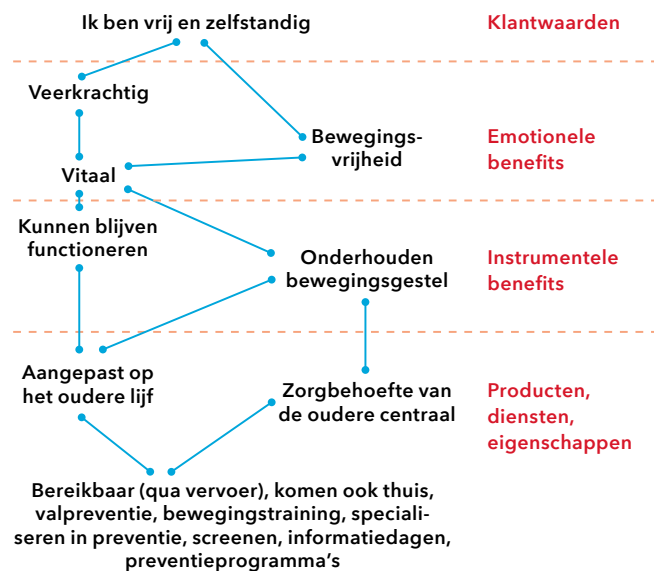 Ik ben vrij en zelfstandig
Klantwaarden
Veerkrachtig
Bewegings-
vrijheid
Emotionele
benefits
Vitaal
Kunnen blijven
functioneren
Onderhouden
bewegingsgestel
Instrumentele
benefits
Aangepast op
het oudere lijf
Zorgbehoefte van
de oudere centraal
Producten,
diensten,
eigenschappen
Bereikbaar (qua vervoer), komen ook thuis,
valpreventie, bewegingstraining, speciali-
seren in preventie, screenen, informatiedagen,
preventieprogramma’s